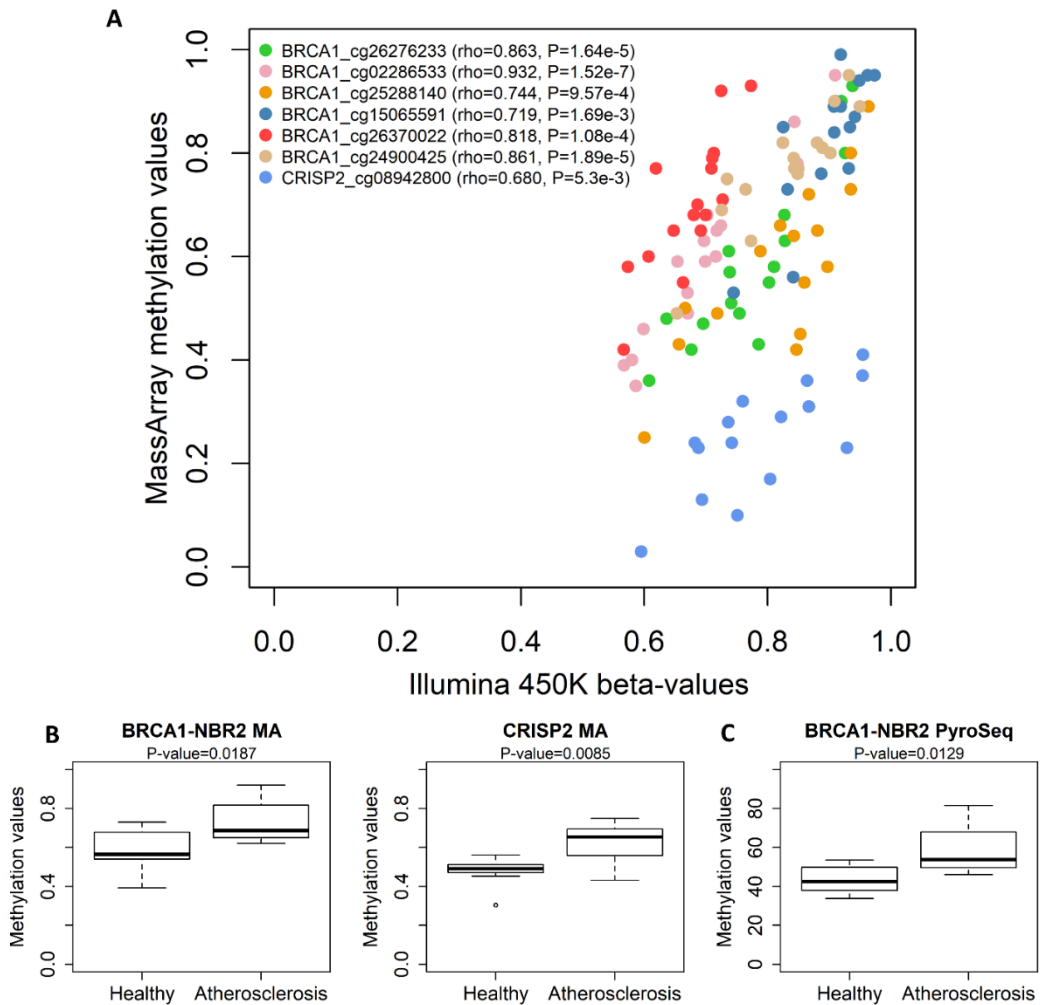 A
BRCA1_cg26276233 (rho=0.863, P=1.64e-5)
BRCA1_cg02286533 (rho=0.932, P=1.52e-7)
BRCA1_cg25288140 (rho=0.744, P=9.57e-4)
BRCA1_cg15065591 (rho=0.719, P=1.69e-3)
BRCA1_cg26370022 (rho=0.818, P=1.08e-4)
BRCA1_cg24900425 (rho=0.861, P=1.89e-5)
CRISP2_cg08942800 (rho=0.680, P=5.3e-3)
MassArray methylation values
1.0
0.8
0.6
0.4
0.2
0.0
0.0 0.2 0.4 0.6 0.8 1.0
Illumina 450K beta-values
B
BRCA1-NBR2 MA
P-value=0.0187
Methylation values
0.8
0.4
0.0
Healthy Atherosclerosis
CRISP2 MA
P-value=0.0085
Methylation values
0.8
0.4
0.0
Healthy Atherosclerosis
C
BRCA1-NBR2 PyroSeq
P-value=0.0129
Methylation values
80
60
40
20
0
Healthy Atherosclerosis